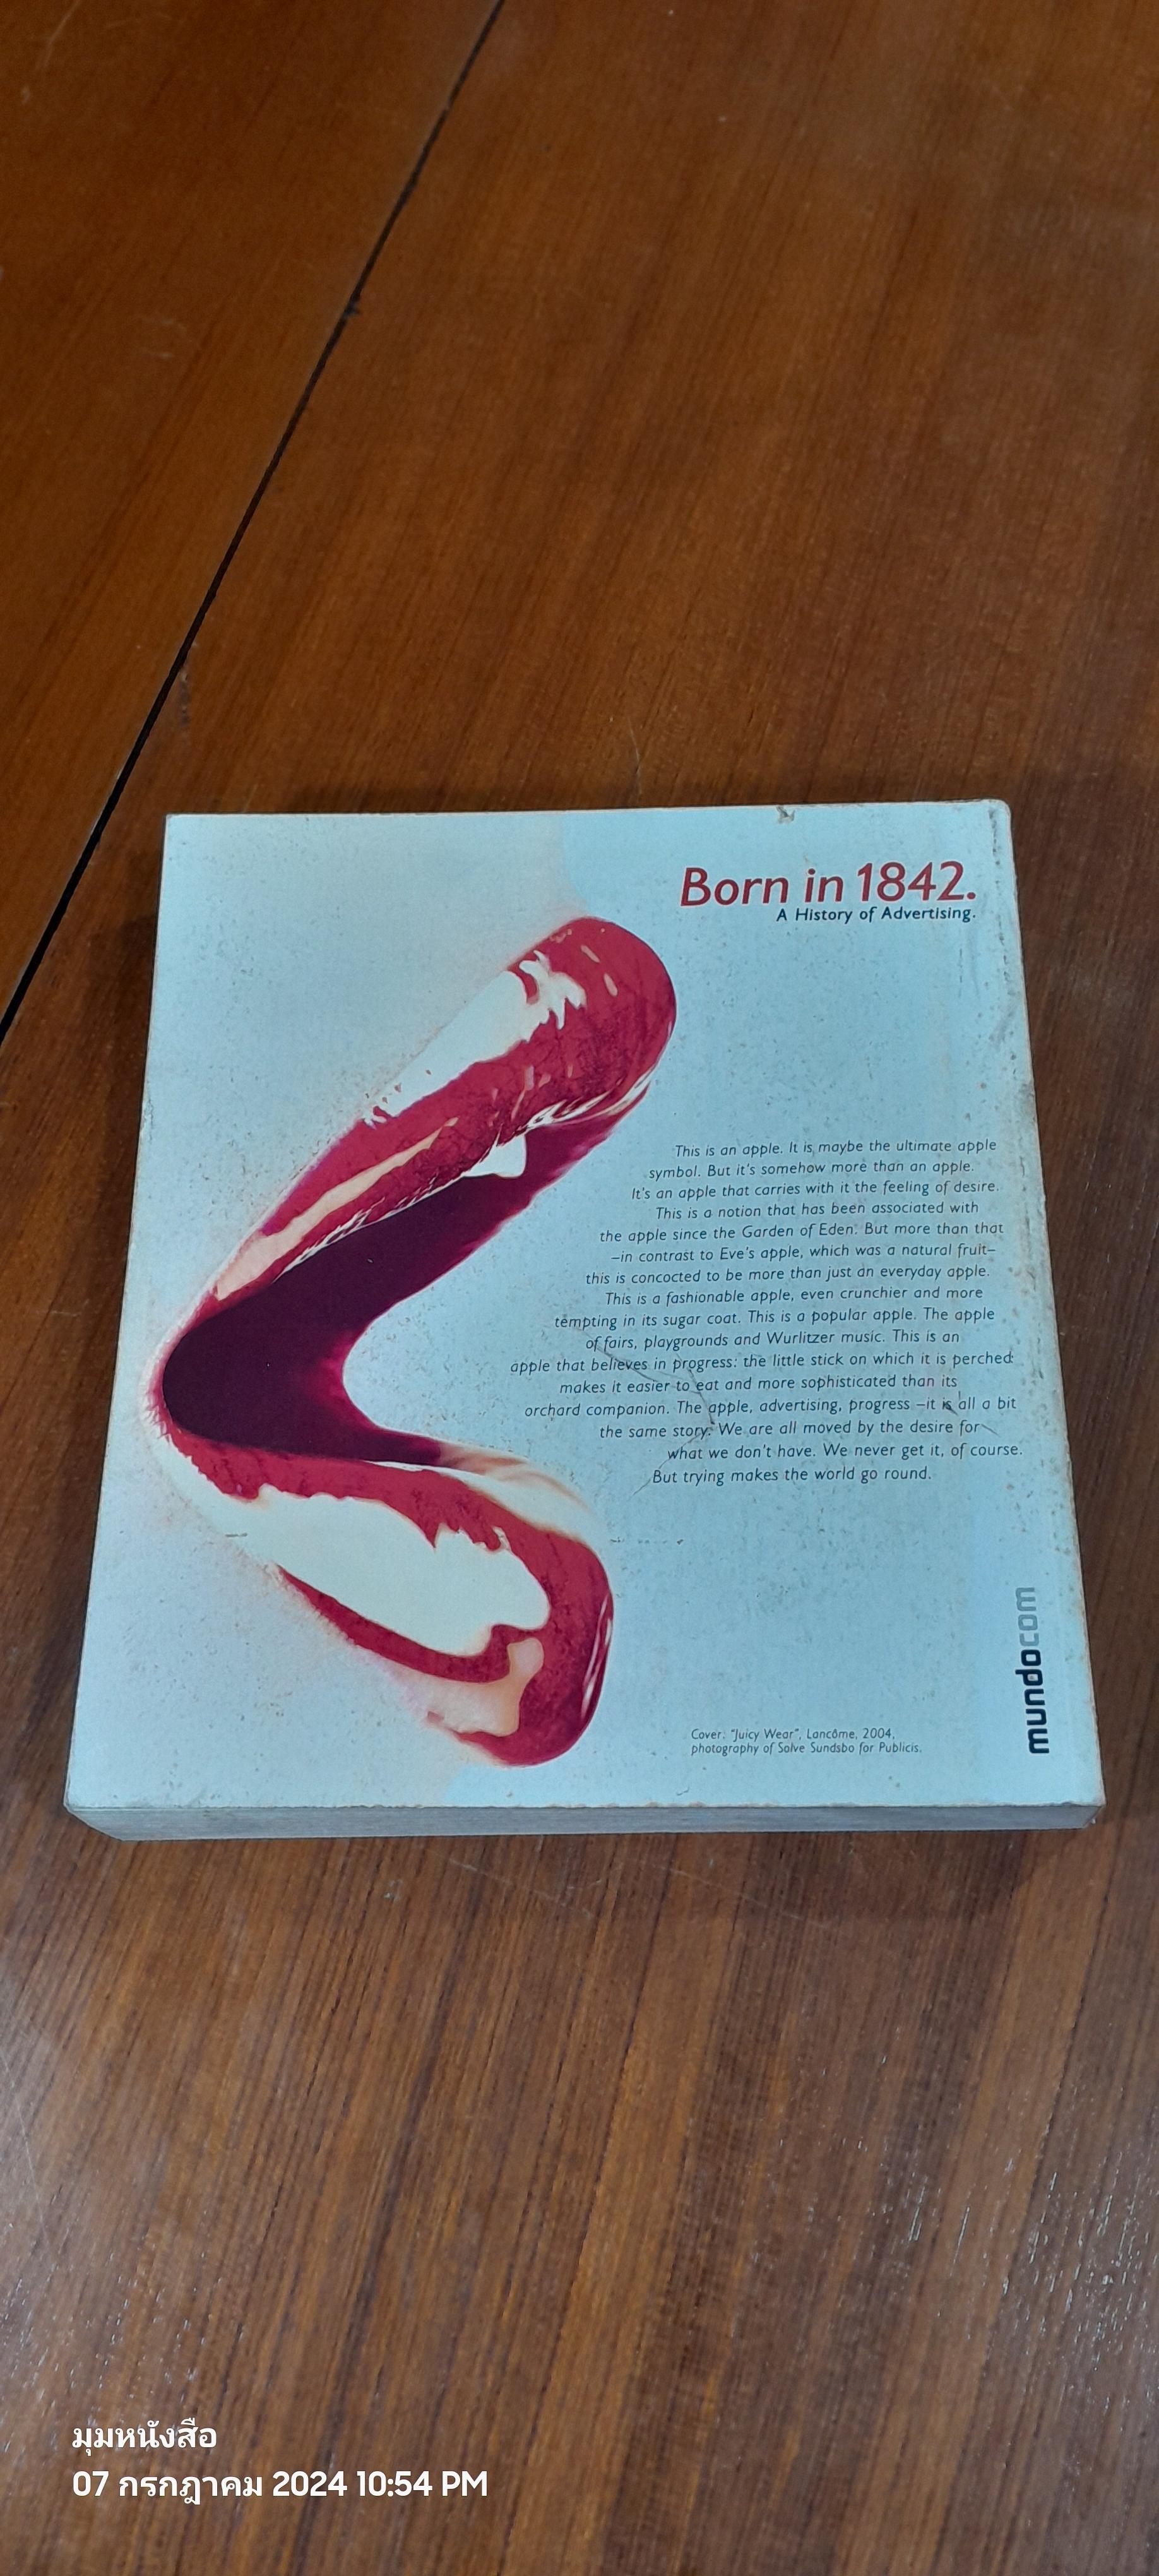 Born in 1842.
A History of Advertising.
This is an apple. It is maybe the ultimate apple
symbol. But it's somehow more than an apple.
It's an apple that carries with it the feeling of desire.
This is a notion that has been associated with
the apple since the Garden of Eden. But more than that
–in contrast to Eve's apple, which was a natural fruit–
this is concocted to be more than just an everyday apple.
This is a fashionable apple, even crunchier and more
tempting in its sugar coat. This is a popular apple. The apple
of fairs, playgrounds and Wurlitzer music. This is an
apple that believes in progress: the little stick on which it is perched
makes it easier to eat and more sophisticated than its
orchard companion. The apple, advertising, progress –it is all a bit
the same story. We are all moved by the desire for
what we don't have. We never get it, of course.
But trying makes the world go round.
mundocom
Cover: "Juicy Wear", Lancôme, 2004,
photography of Solve Sundsbo for Publicis.
มุมหนังสือ
07 กรกฎาคม 2024 10:54 PM